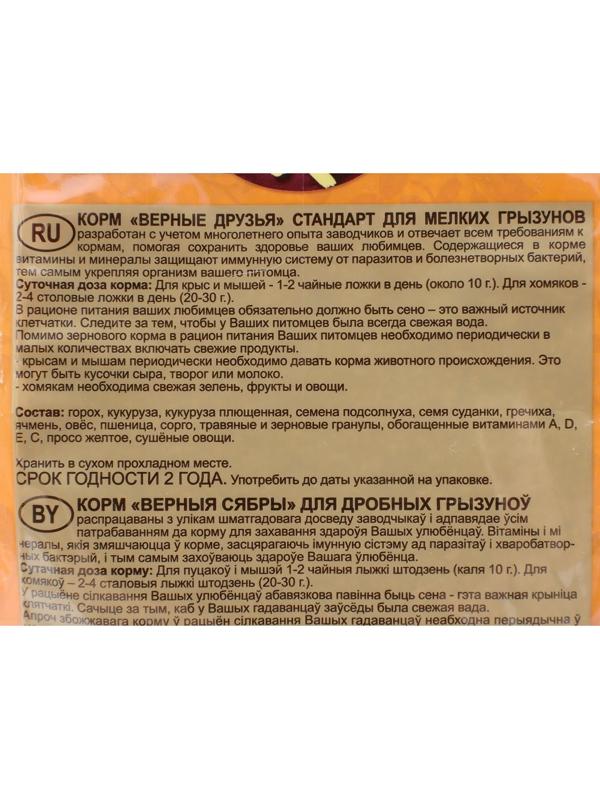 RU
КОРМ «ВЕРНЫЕ ДРУЗЬЯ» СТАНДАРТ ДЛЯ МЕЛКИХ ГРЫЗУНОВ
разработан с учетом многолетнего опыта заводчиков и отвечает всем требованиям к
кормам, помогая сохранить здоровье ваших любимцев. Содержащиеся в корме
витамины и минералы защищают иммунную систему от паразитов и болезнетворных бактерий,
тем самым укрепляя организм вашего питомца.
Суточная доза корма: Для крыс и мышей - 1-2 чайные ложки в день (около 10 г.). Для хомяков -
2-4 столовые ложки в день (20-30 г.).
В рационе питания ваших любимцев обязательно должно быть сено – это важный источник
клетчатки. Следите за тем, чтобы у Ваших питомцев была всегда свежая вода.
Помимо зернового корма в рацион питания Ваших питомцев необходимо периодически в
малых количествах включать свежие продукты.
- крысам и мышам периодически необходимо давать корма животного происхождения. Это
могут быть кусочки сыра, творог или молоко.
- хомякам необходима свежая зелень, фрукты и овощи.
Состав: горох, кукуруза, кукуруза плющенная, семена подсолнуха, семя суданки, гречиха,
ячмень, овёс, пшеница, сорго, травяные и зерновые гранулы, обогащенные витаминами A, D,
E, C, просо желтое, сушёные овощи.
Хранить в сухом прохладном месте.
СРОК ГОДНОСТИ 2 ГОДА. Употребить до даты указанной на упаковке.
BY
КОРМ «ВЕРНЫЯ СЯБРЫ» ДЛЯ ДРОБНЫХ ГРЫЗУНОЎ
распрацаваны з улікам шматгадовага досведу заводчыкаў і адпавядае ўсім
патрабаванням да корму для захавання здароўя Вашых улюбёнцаў. Вітаміны і мі
нералы, якія змяшчаюцца ў корме, засцярагаюць імунную сістэму ад паразітаў і хваробатвор-
ных бактэрый, і тым самым захоўваюць здароўе Вашага ўлюбёнца.
Сутачная доза корму: Для пуцакоў і мышэй 1-2 чайныя лыжкі штодзень (каля 10 г.). Для
хомякоў – 2-4 сталовыя лыжкі штодзень (20-30 г.).
У рацыёне сілкавання Вашых улюбёнцаў абавязкова павінна быць сена - гэта важная крыніца
клятчаткі. Сачыце за тым, каб у Вашых гадаванцаў заўсёды была свежая вада.
Апроч збожжавага корму ў рацыён сілкавання Вашых гадаванцаў неабходна перыядычна ў